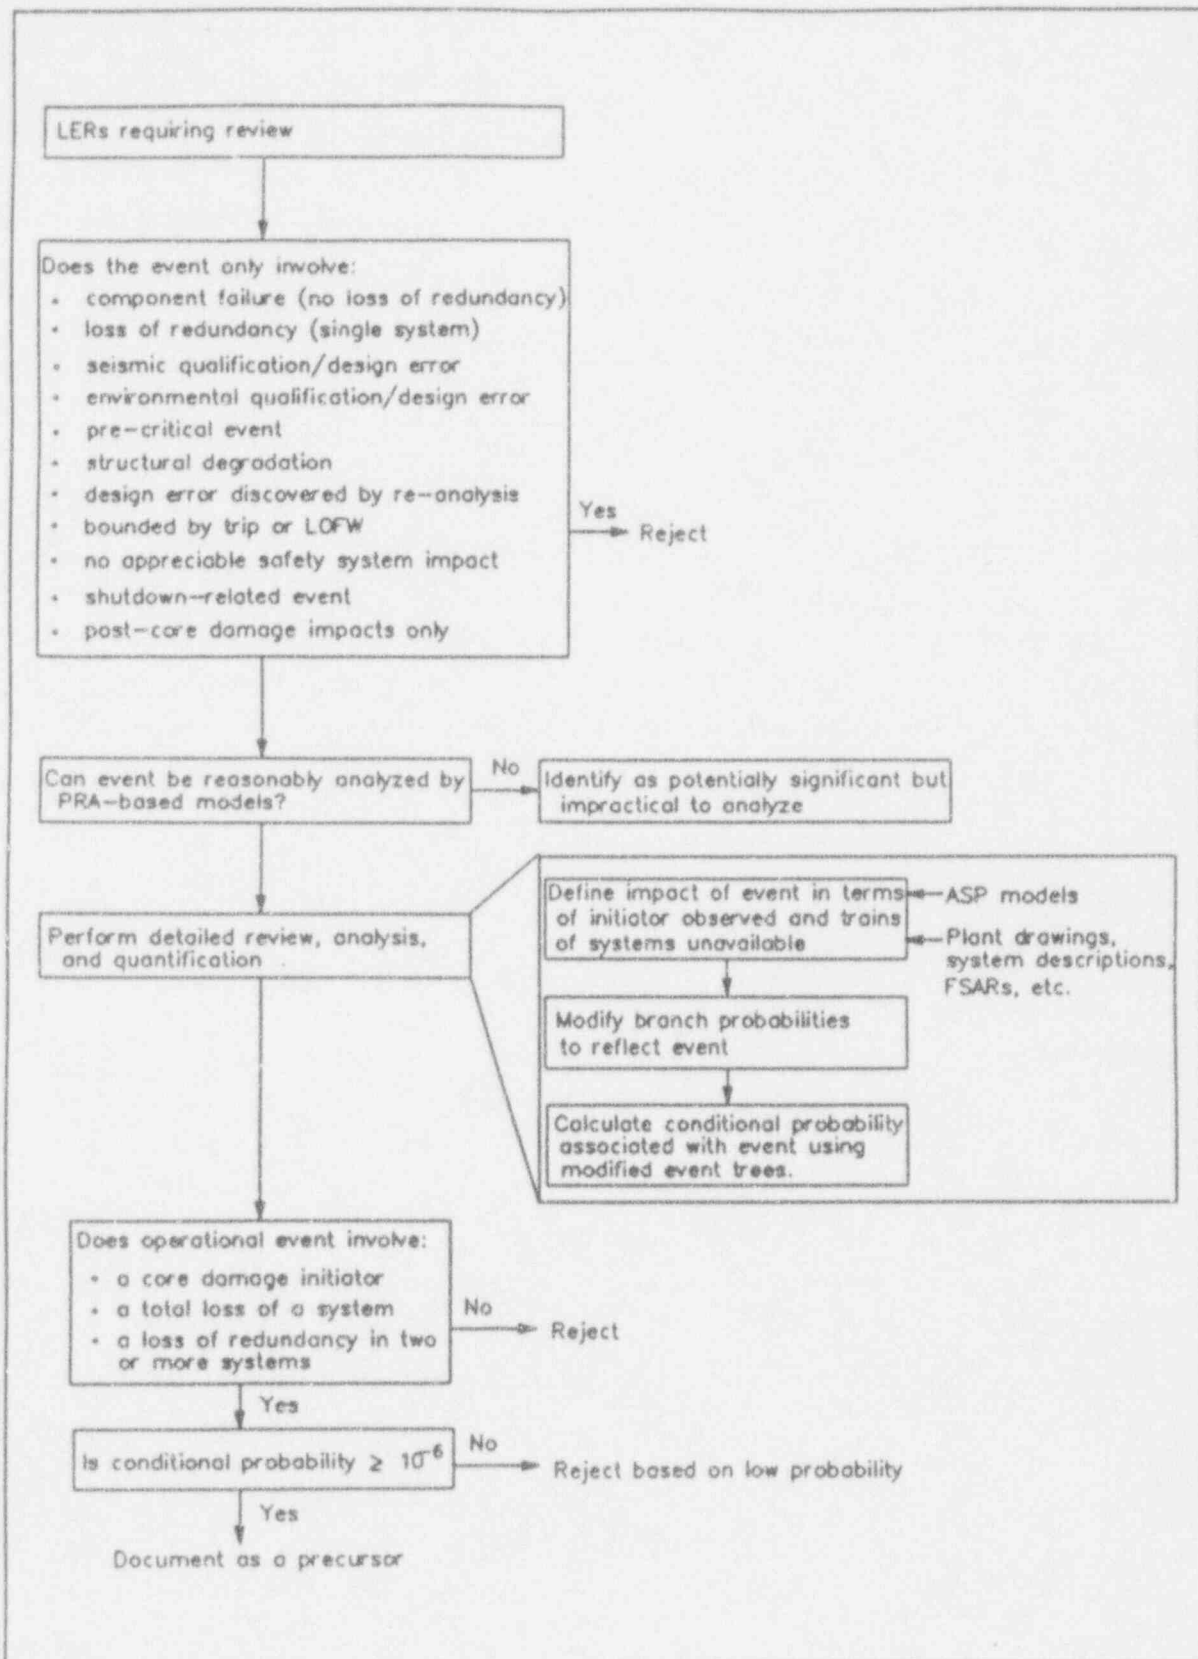 LERs requiring review
Does the event only involve:
• component failure (no loss of redundancy)
• loss of redundancy (single system)
• seismic qualification/design error
• environmental qualification/design error
• pre-critical event
• structural degradation
• design error discovered by re-analysis
• bounded by trip or LOFW
• no appreciable safety system impact
• shutdown-related event
• post-core damage impacts only
Yes
Reject
Can event be reasonably analyzed by
PRA-based models?
No
Identify as potentially significant but
impractical to analyze
Perform detailed review, analysis,
and quantification
Define impact of event in terms
of initiator observed and trains
of systems unavailable
ASP models
Plant drawings,
system descriptions,
FSARs, etc.
Modify branch probabilities
to reflect event
Calculate conditional probability
associated with event using
modified event trees.
Does operational event involve:
• a core damage initiator
• a total loss of a system
• a loss of redundancy in two
or more systems
No
Reject
Yes
Is conditional probability ≥ 10⁻⁶
No
Reject based on low probability
Yes
Document as a precursor